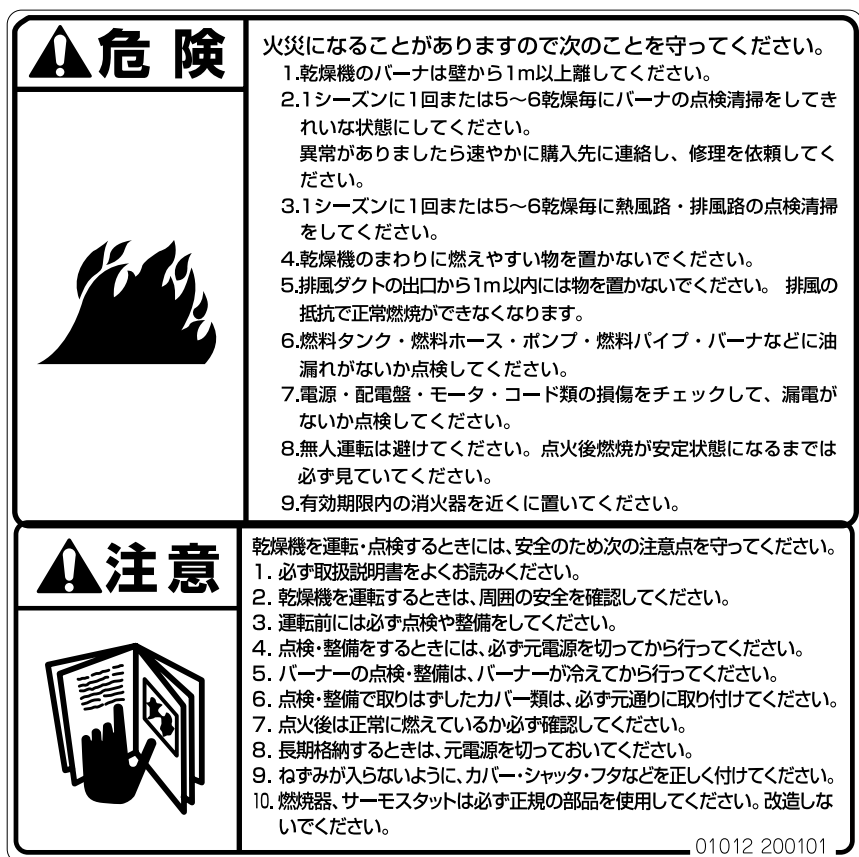 危険
火災になることがありますので次のことを守ってください。
1.乾燥機のバーナは壁から1m以上離してください。
2.1シーズンに1回または5〜6乾燥毎にバーナの点検清掃をしてき
れいな状態にしてください。
異常がありましたら速やかに購入先に連絡し、修理を依頼してく
ださい。
3.1シーズンに1回または5〜6乾燥毎に熱風路・排風路の点検清掃
をしてください。
4.乾燥機のまわりに燃えやすい物を置かないでください。
5.排風ダクトの出口から1m以内には物を置かないでください。 排風の
抵抗で正常燃焼ができなくなります。
6.燃料タンク・燃料ホース・ポンプ・燃料パイプ・バーナなどに油
漏れがないか点検してください。
7.電源・配電盤・モータ・コード類の損傷をチェックして、漏電が
ないか点検してください。
8.無人運転は避けてください。点火後燃焼が安定状態になるまでは
必ず見ていてください。
9.有効期限内の消火器を近くに置いてください。
注意
乾燥機を運転・点検するときには、安全のため次の注意点を守ってください。
1. 必ず取扱説明書をよくお読みください。
2. 乾燥機を運転するときは、周囲の安全を確認してください。
3. 運転前には必ず点検や整備をしてください。
4. 点検・整備をするときには、必ず元電源を切ってから行ってください。
5. バーナーの点検・整備は、バーナーが冷えてから行ってください。
6. 点検・整備で取りはずしたカバー類は、必ず元通りに取り付けてください。
7. 点火後は正常に燃えているか必ず確認してください。
8. 長期格納するときは、元電源を切っておいてください。
9. ねずみが入らないように、カバー・シャッタ・フタなどを正しく付けてください。
10. 燃焼器、サーモスタットは必ず正規の部品を使用してください。改造しな
いでください。
01012 200101